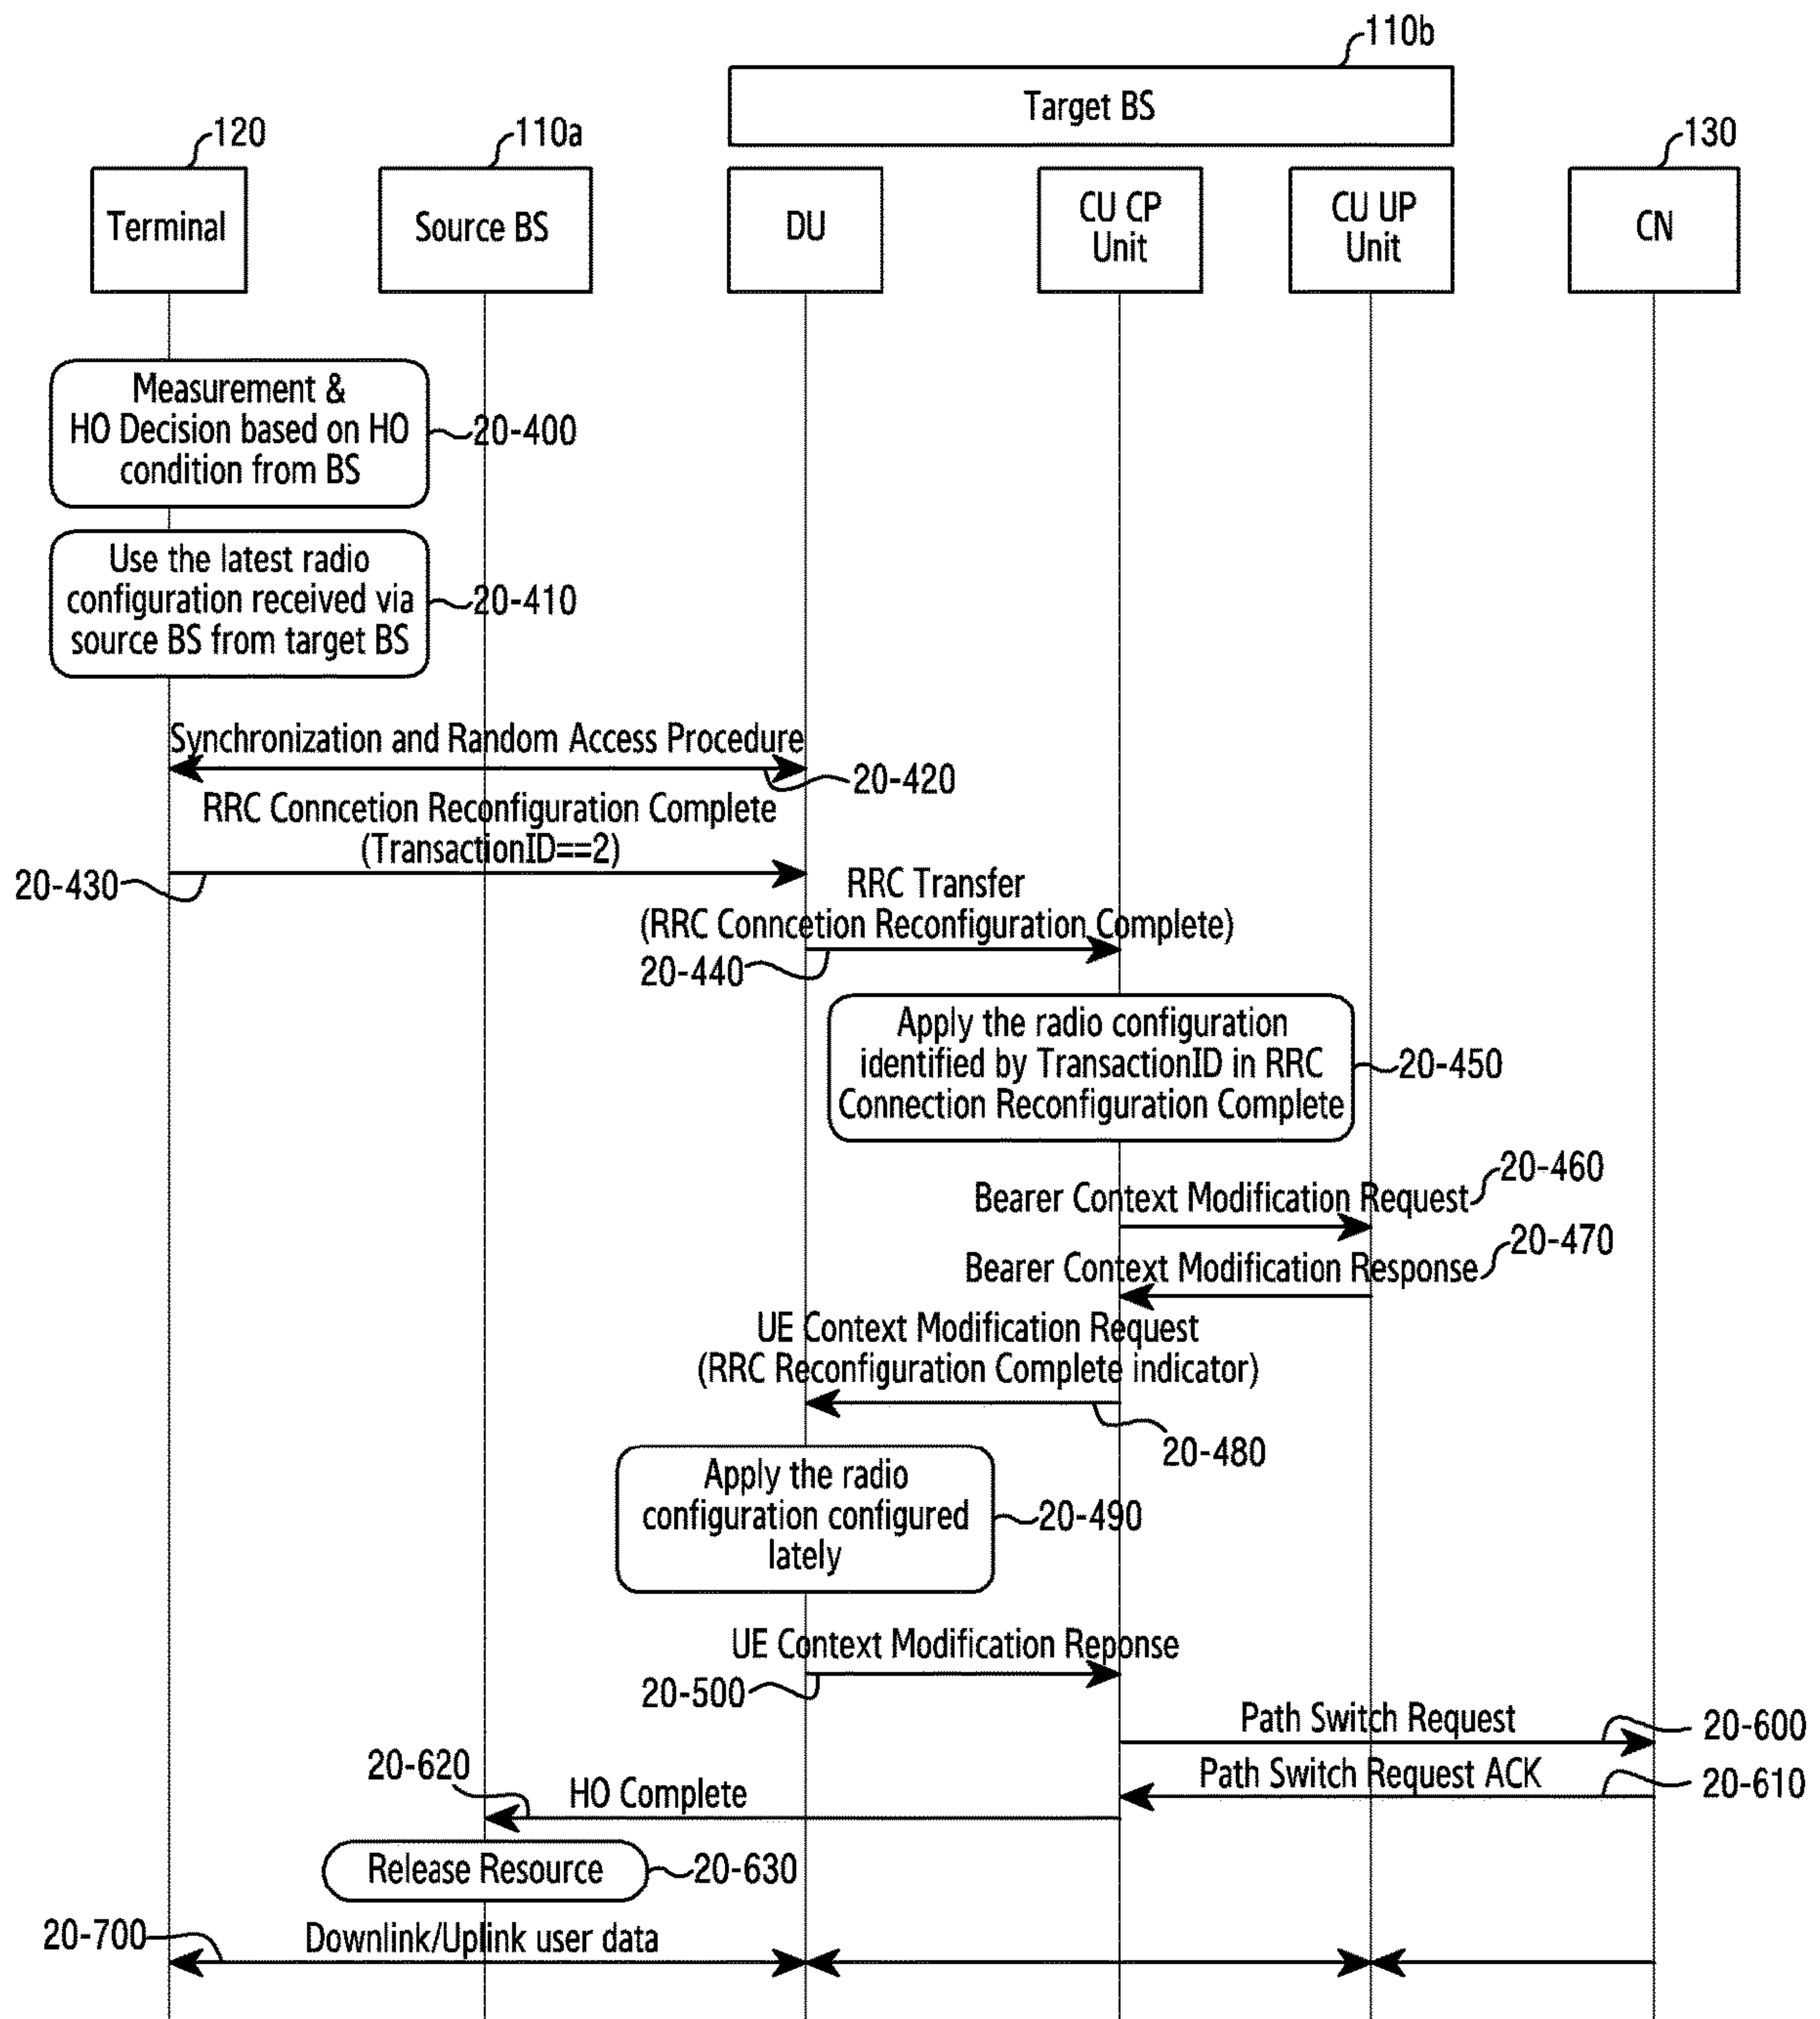 110b
Target BS
120
110a
130
Terminal
Source BS
DU
CU CP
Unit
CU UP
Unit
CN
Measurement &
HO Decision based on HO
condition from BS
20-400
Use the latest radio
configuration received via
source BS from target BS
20-410
Synchronization and Random Access Procedure
20-420
RRC Conncetion Reconfiguration Complete
(TransactionID==2)
20-430
RRC Transfer
(RRC Conncetion Reconfiguration Complete)
20-440
Apply the radio configuration
identified by TransactionID in RRC
Connection Reconfiguration Complete
20-450
Bearer Context Modification Request
20-460
Bearer Context Modification Response
20-470
UE Context Modification Request
(RRC Reconfiguration Complete indicator)
20-480
Apply the radio
configuration configured
lately
20-490
UE Context Modification Reponse
20-500
Path Switch Request
20-600
Path Switch Request ACK
20-610
20-620
HO Complete
Release Resource
20-630
20-700
Downlink/Uplink user data